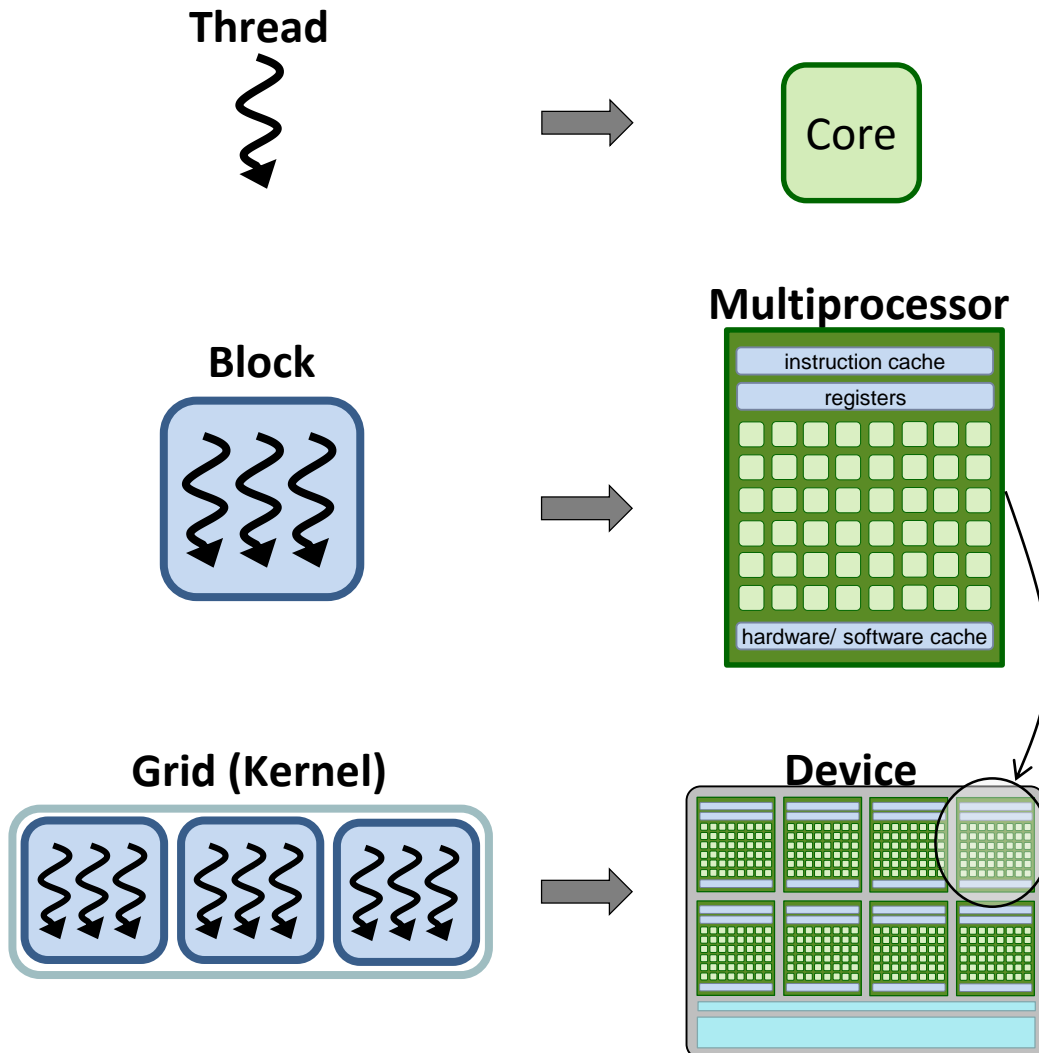 Thread
Core
Multiprocessor
Block
instruction cache
registers
hardware/ software cache
Grid (Kernel)
Device